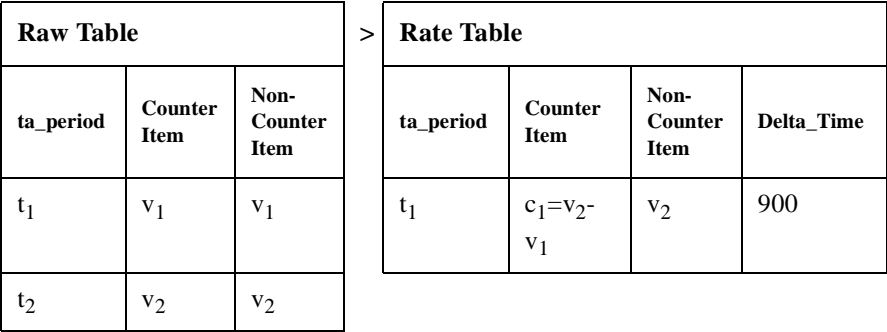 Raw Table
>
Rate Table
ta_period
Counter
Item
Non-
Counter
Item
ta_period
Counter
Item
Non-
Counter
Item
Delta_Time
t1
v1
v1
t1
c1=v2-
v1
v2
900
t2
v2
v2